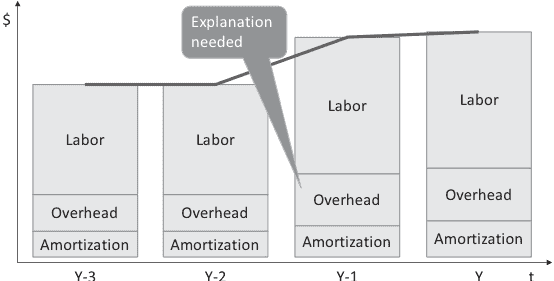 $
Explanation
needed
Labor
Labor
Labor
Labor
Overhead
Overhead
Overhead
Overhead
Amortization
Amortization
Amortization
Amortization
Y-3
Y-2
Y-1
Y
t